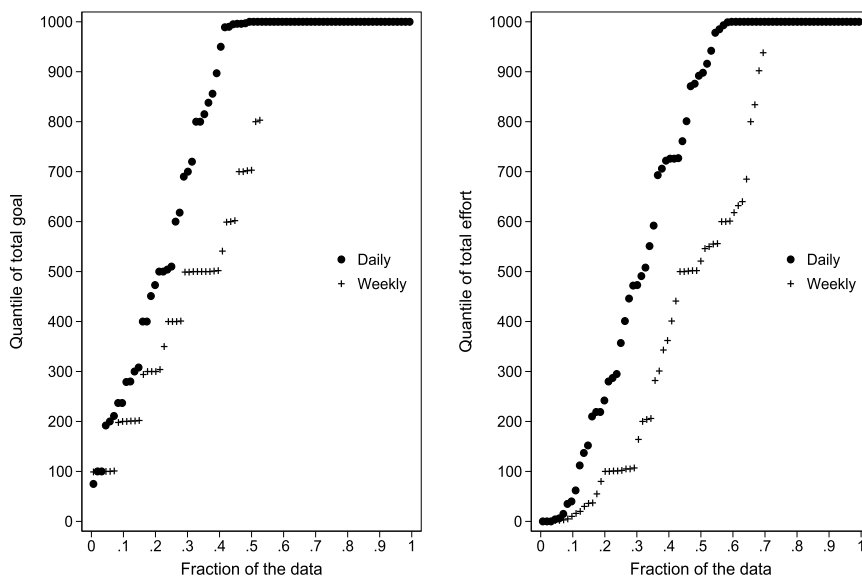 Quantile of total goal
1000
900
800
700
600
500
400
300
200
100
0
0 .1 .2 .3 .4 .5 .6 .7 .8 .9 1
Fraction of the data
Daily
Weekly
Quantile of total effort
1000
900
800
700
600
500
400
300
200
100
0
0 .1 .2 .3 .4 .5 .6 .7 .8 .9 1
Fraction of the data
Daily
Weekly